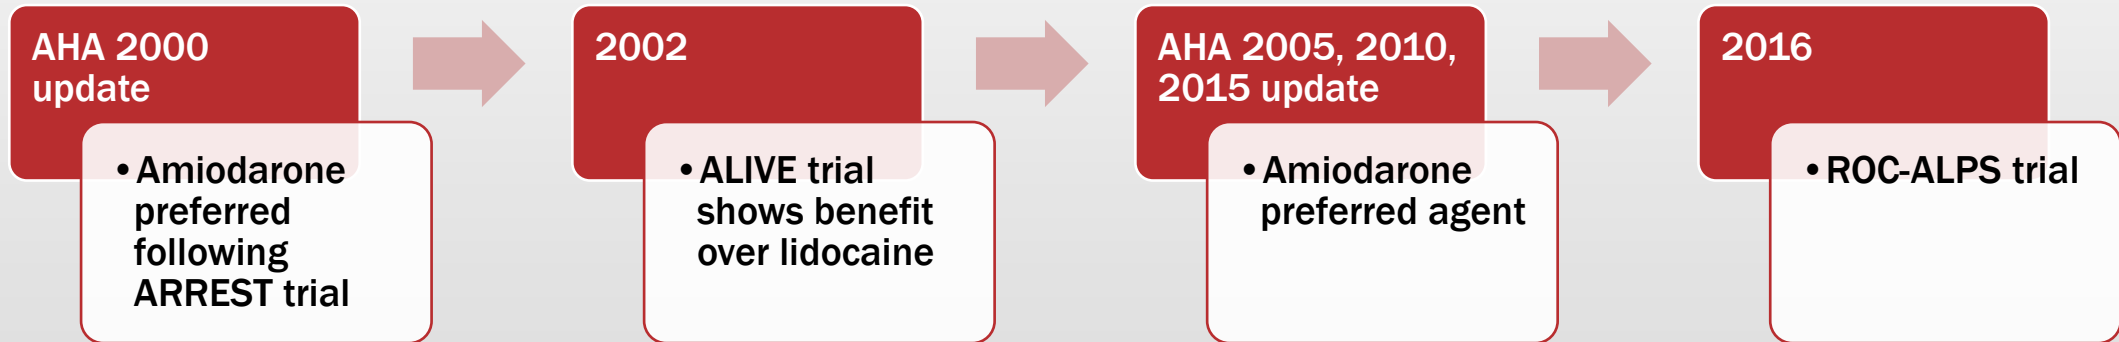 AHA 2000
update
•Amiodarone
preferred
following
ARREST trial
2002
•ALIVE trial
shows benefit
over lidocaine
AHA 2005, 2010,
2015 update
•Amiodarone
preferred agent
2016
•ROC-ALPS trial